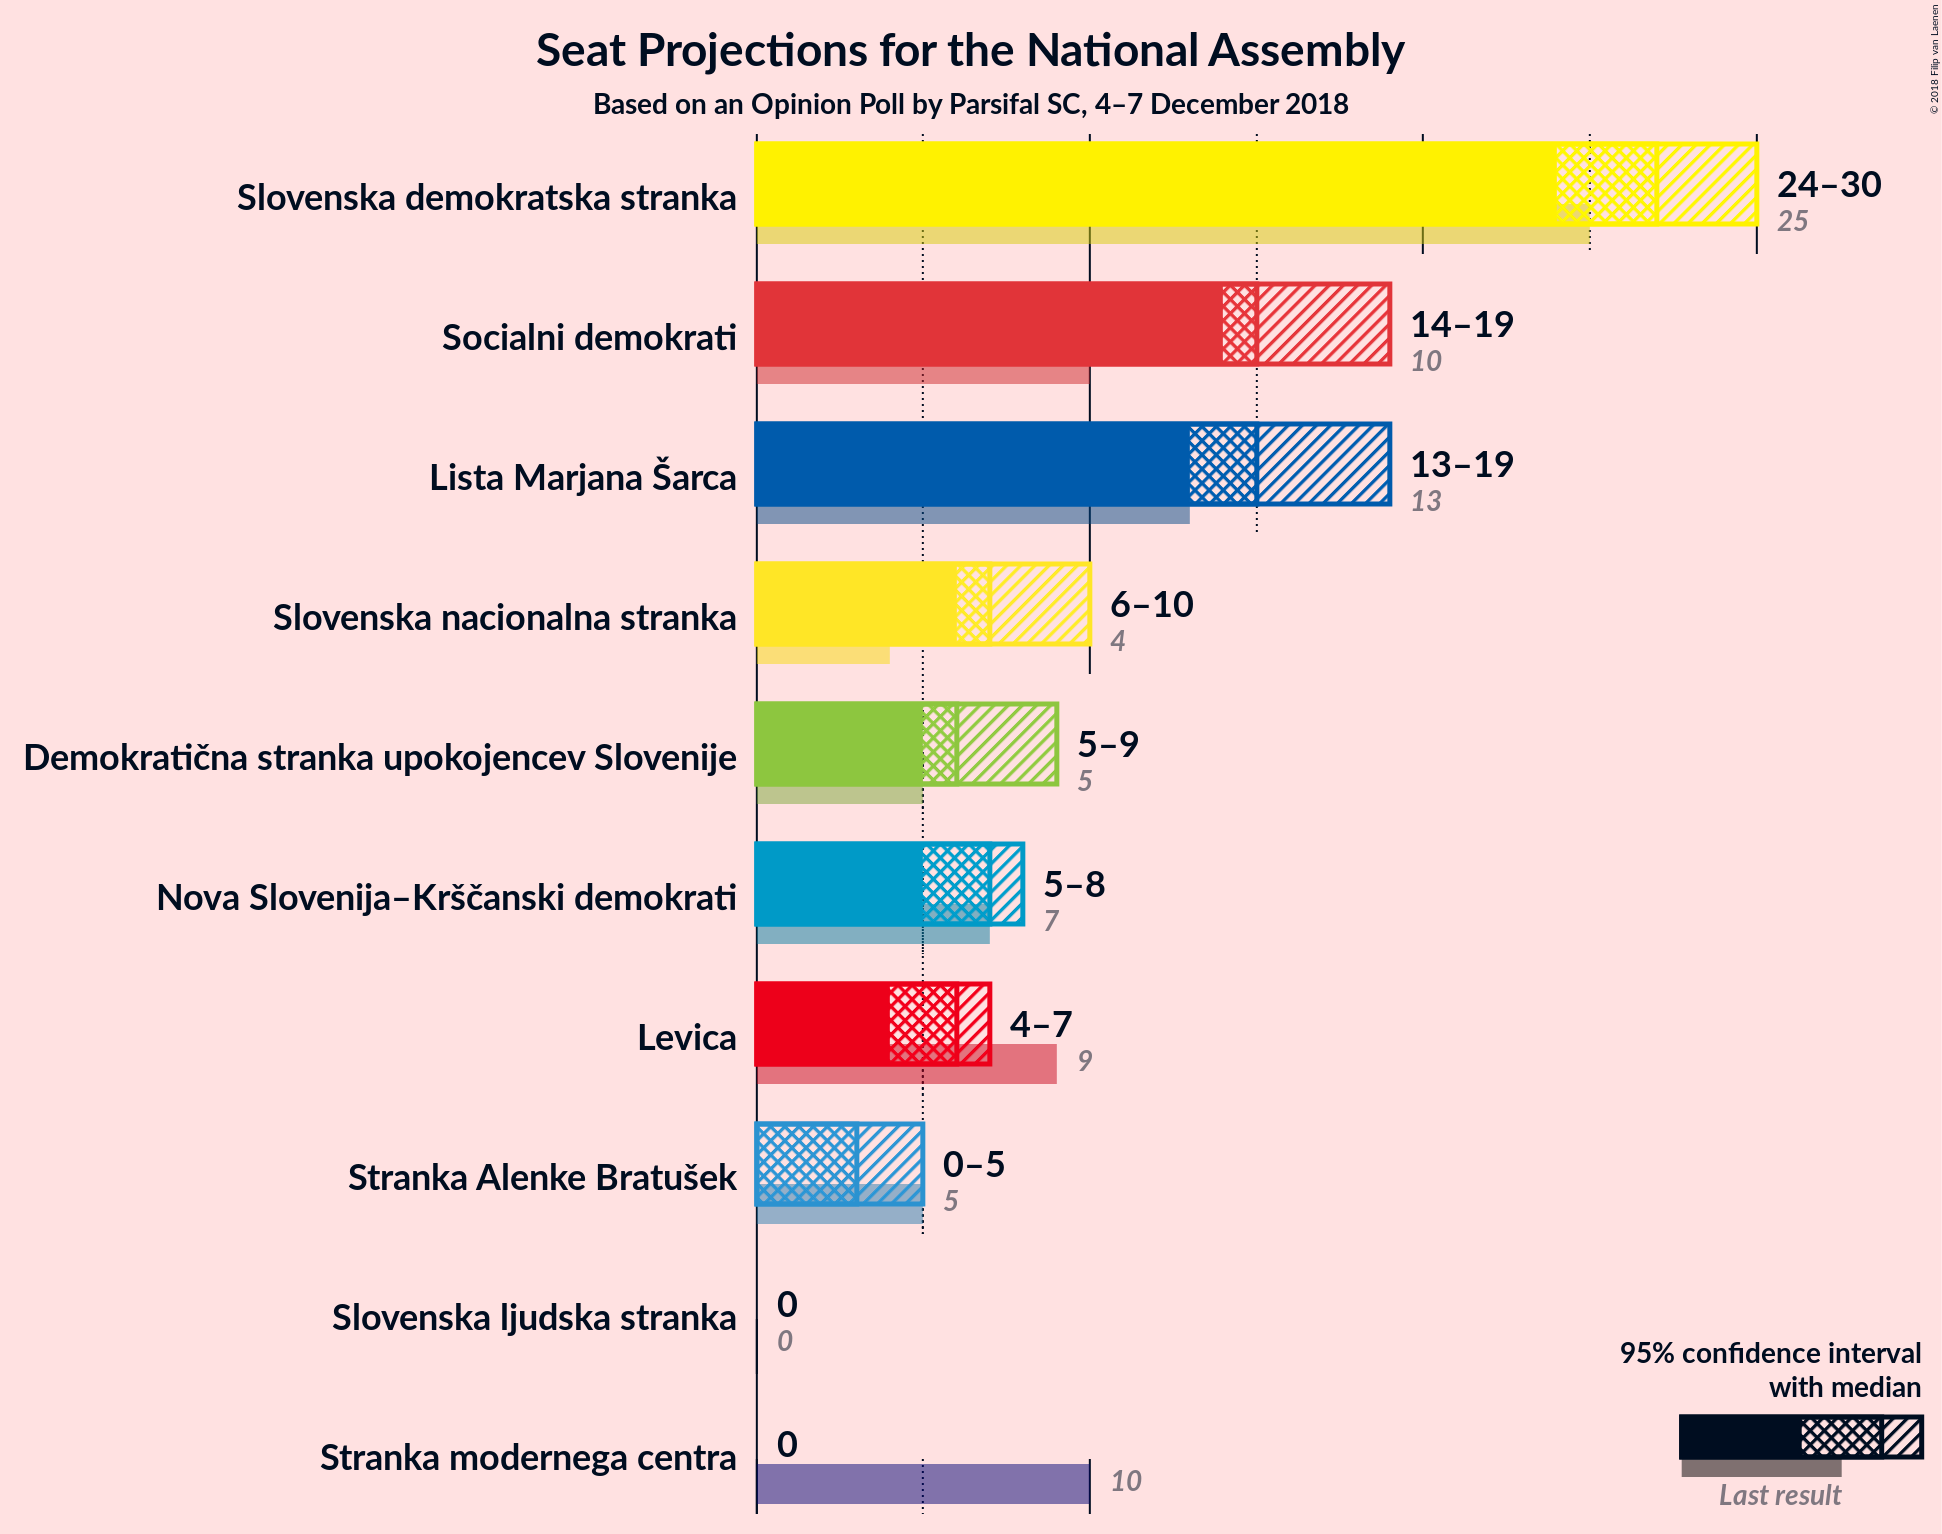 Seat Projections for the National Assembly
Based on an Opinion Poll by Parsifal SC, 4–7 December 2018
© 2018 Filip van Laenen
Slovenska demokratska stranka
24–30
25
Socialni demokrati
14–19
10
Lista Marjana Šarca
13–19
13
Slovenska nacionalna stranka
6–10
4
Demokratična stranka upokojencev Slovenije
5–9
5
Nova Slovenija–Krščanski demokrati
5–8
7
Levica
4–7
9
Stranka Alenke Bratušek
0–5
5
Slovenska ljudska stranka
0
0
Stranka modernega centra
0
10
95% confidence interval
with median
Last result